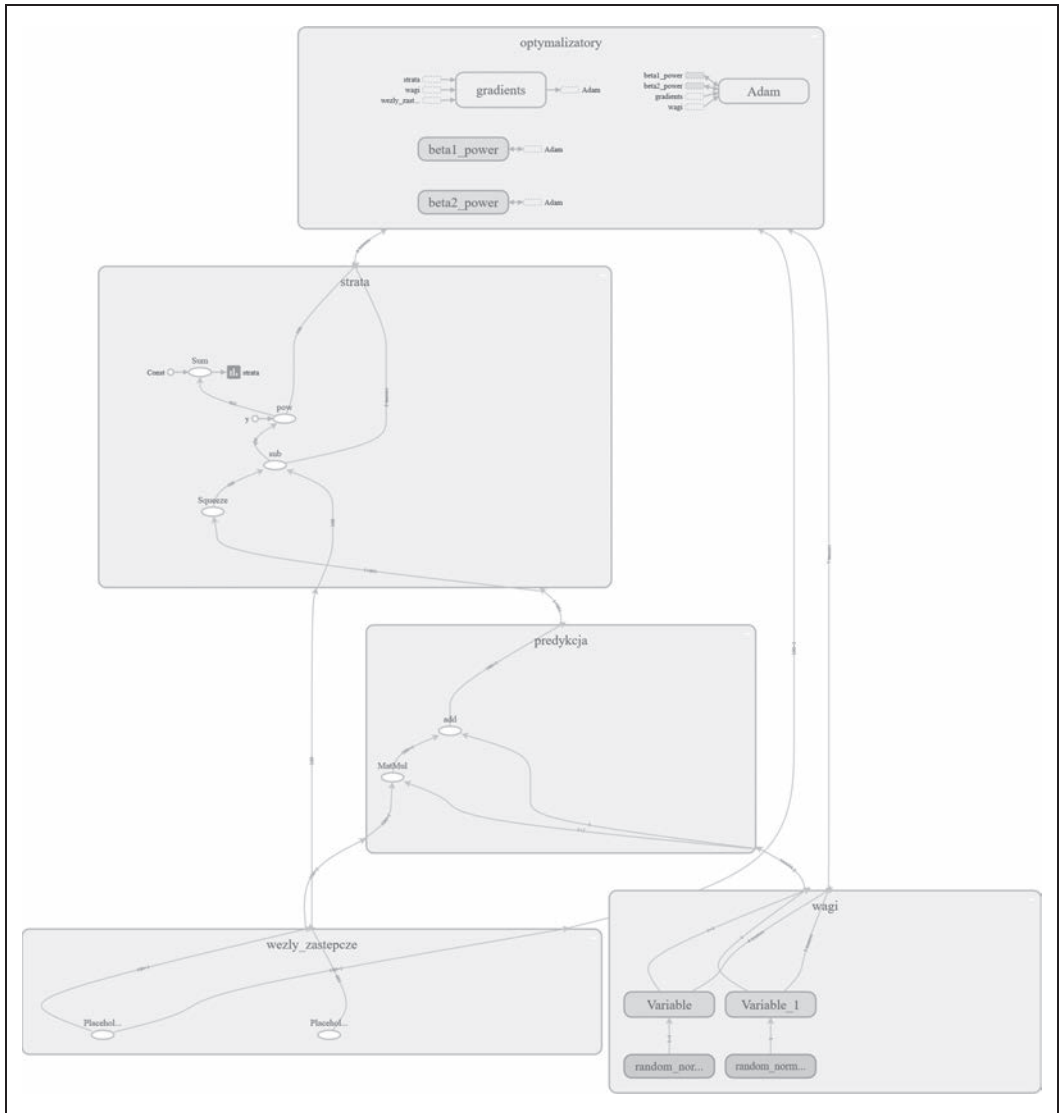 optymalizatory
strata
wagi
wezly_zast...
gradients
Adam
beta1_power
beta2_power
gradients
wagi
Adam
beta1_power
Adam
beta2_power
Adam
strata
Sum
Const
strata
pow
y
sub
Squeeze
predykcja
add
MatMul
wagi
wezly_zastepcze
Variable
Variable_1
Placehol...
Placehol...
random_nor...
random_norm...